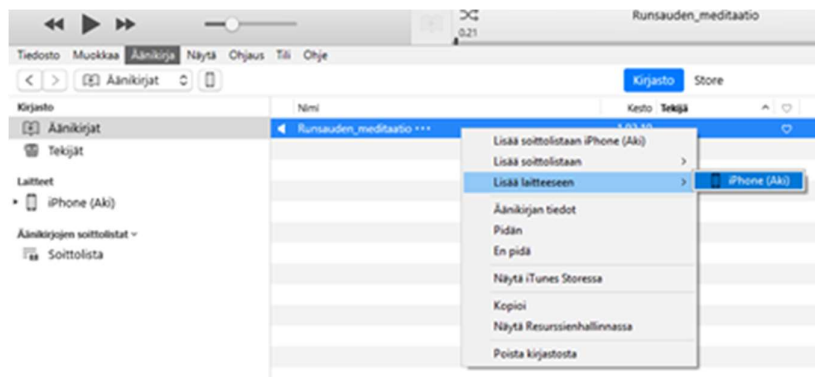 Runsauden_meditaatio
0.21
Tiedosto Muokkaa Äänikirja Näytä Ohjaus Tili Ohje
Äänikirjat
Kirjasto Store
Kirjasto
Nimi Kesto Tekijä
Äänikirjat
Runsauden_meditaatio ···
Tekijät
Lisää soittolistaan iPhone (Aki)
Lisää soittolistaan
Laitteet
Lisää laitteeseen
iPhone (Aki)
iPhone (Aki)
Äänikirjan tiedot
Pidän
Äänikirjojen soittolistat
En pidä
Soittolista
Näytä iTunes Storessa
Kopioi
Näytä Resurssienhallinnassa
Poista kirjastosta